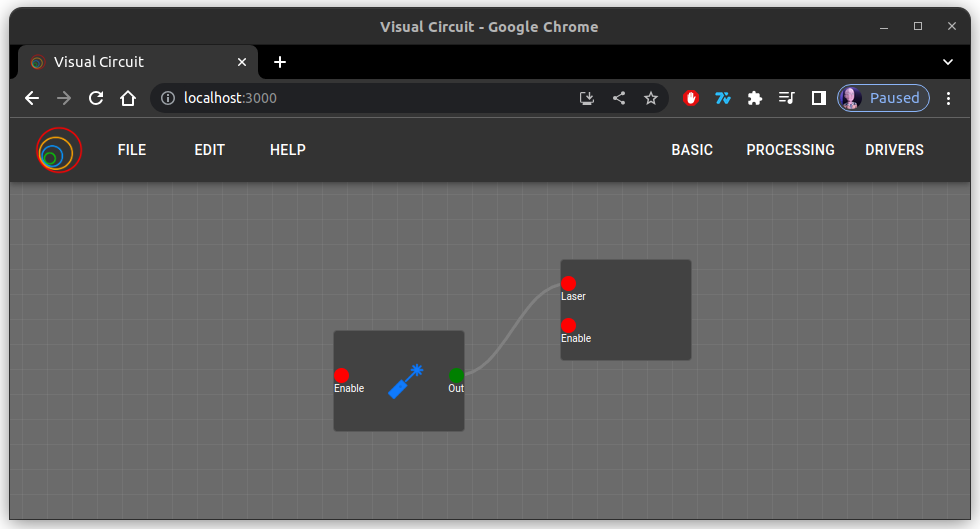 Visual Circuit - Google Chrome
Visual Circuit
localhost:3000
Paused
FILE EDIT HELP BASIC PROCESSING DRIVERS
Laser
Enable
Enable Out